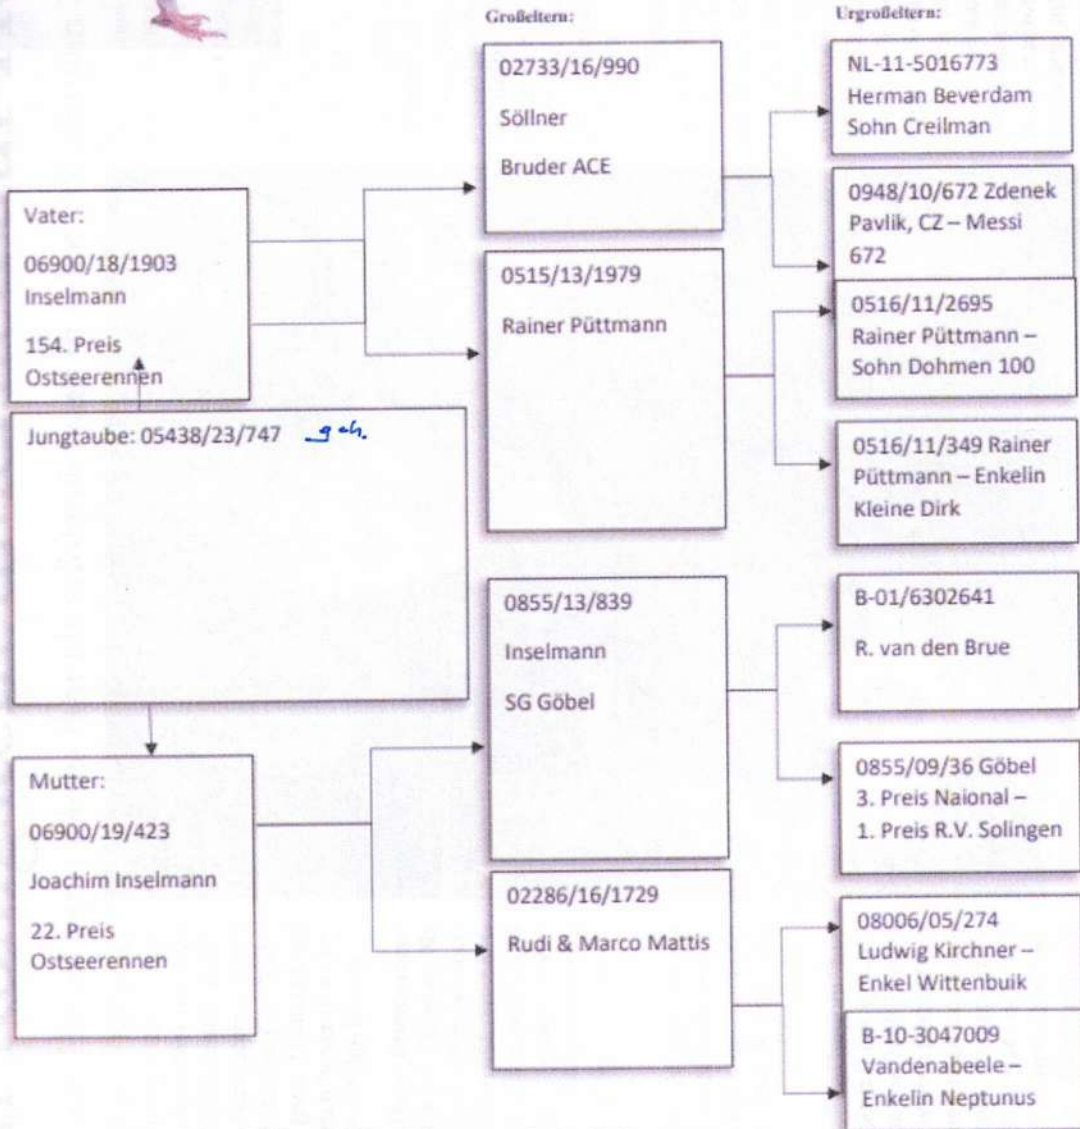 Großeltern:
Urgroßeltern:
Vater:
06900/18/1903
Inselmann
154. Preis
Ostseerennen
Jungtaube: 05438/23/747 geh.
Mutter:
06900/19/423
Joachim Inselmann
22. Preis
Ostseerennen
02733/16/990
Söllner
Bruder ACE
0515/13/1979
Rainer Püttmann
0855/13/839
Inselmann
SG Göbel
02286/16/1729
Rudi & Marco Mattis
NL-11-5016773
Herman Beverdam
Sohn Creilman
0948/10/672 Zdenek
Pavlik, CZ – Messi
672
0516/11/2695
Rainer Püttmann –
Sohn Dohmen 100
0516/11/349 Rainer
Püttmann – Enkelin
Kleine Dirk
B-01/6302641
R. van den Brue
0855/09/36 Göbel
3. Preis Naional –
1. Preis R.V. Solingen
08006/05/274
Ludwig Kirchner –
Enkel Wittenbuik
B-10-3047009
Vandenabeele –
Enkelin Neptunus